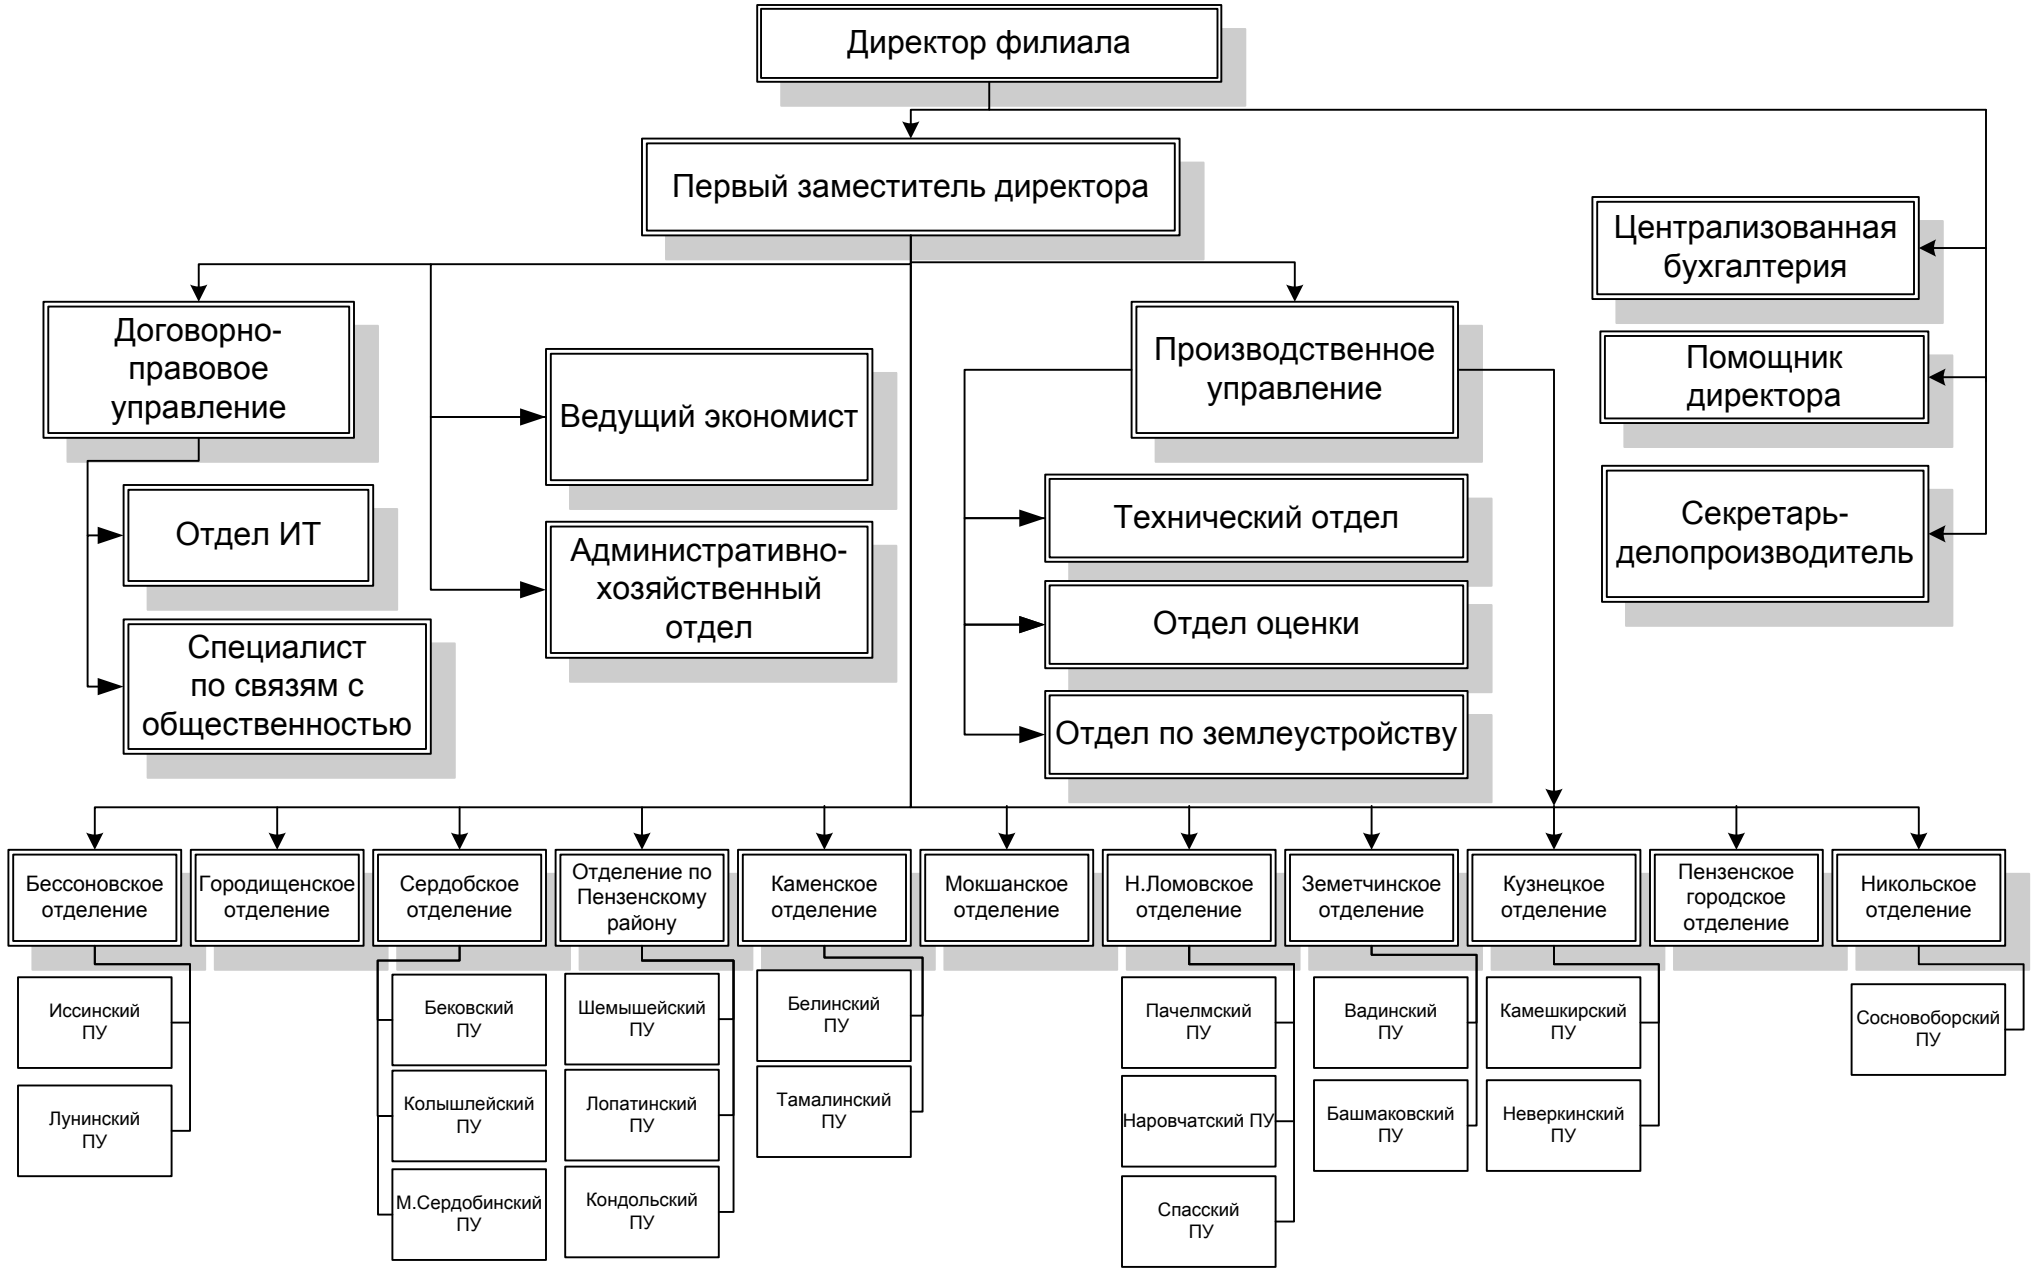 Директор филиала
Первый заместитель директора
Централизованная
бухгалтерия
Помощник
директора
Секретарь-
делопроизводитель
Договорно-
правовое
управление
Отдел ИТ
Специалист
по связям с
общественностью
Ведущий экономист
Административно-
хозяйственный
отдел
Производственное
управление
Технический отдел
Отдел оценки
Отдел по землеустройству
Бессоновское
отделение
Городищенское
отделение
Сердобское
отделение
Отделение по
Пензенскому
району
Каменское
отделение
Мокшанское
отделение
Н.Ломовское
отделение
Земетчинское
отделение
Кузнецкое
отделение
Пензенское
городское
отделение
Никольское
отделение
Иссинский
ПУ
Лунинский
ПУ
Бековский
ПУ
Колышлейский
ПУ
М.Сердобинский
ПУ
Шемышейский
ПУ
Лопатинский
ПУ
Кондольский
ПУ
Белинский
ПУ
Тамалинский
ПУ
Пачелмский
ПУ
Наровчатский ПУ
Спасский
ПУ
Вадинский
ПУ
Башмаковский
ПУ
Камешкирский
ПУ
Неверкинский
ПУ
Сосновоборский
ПУ